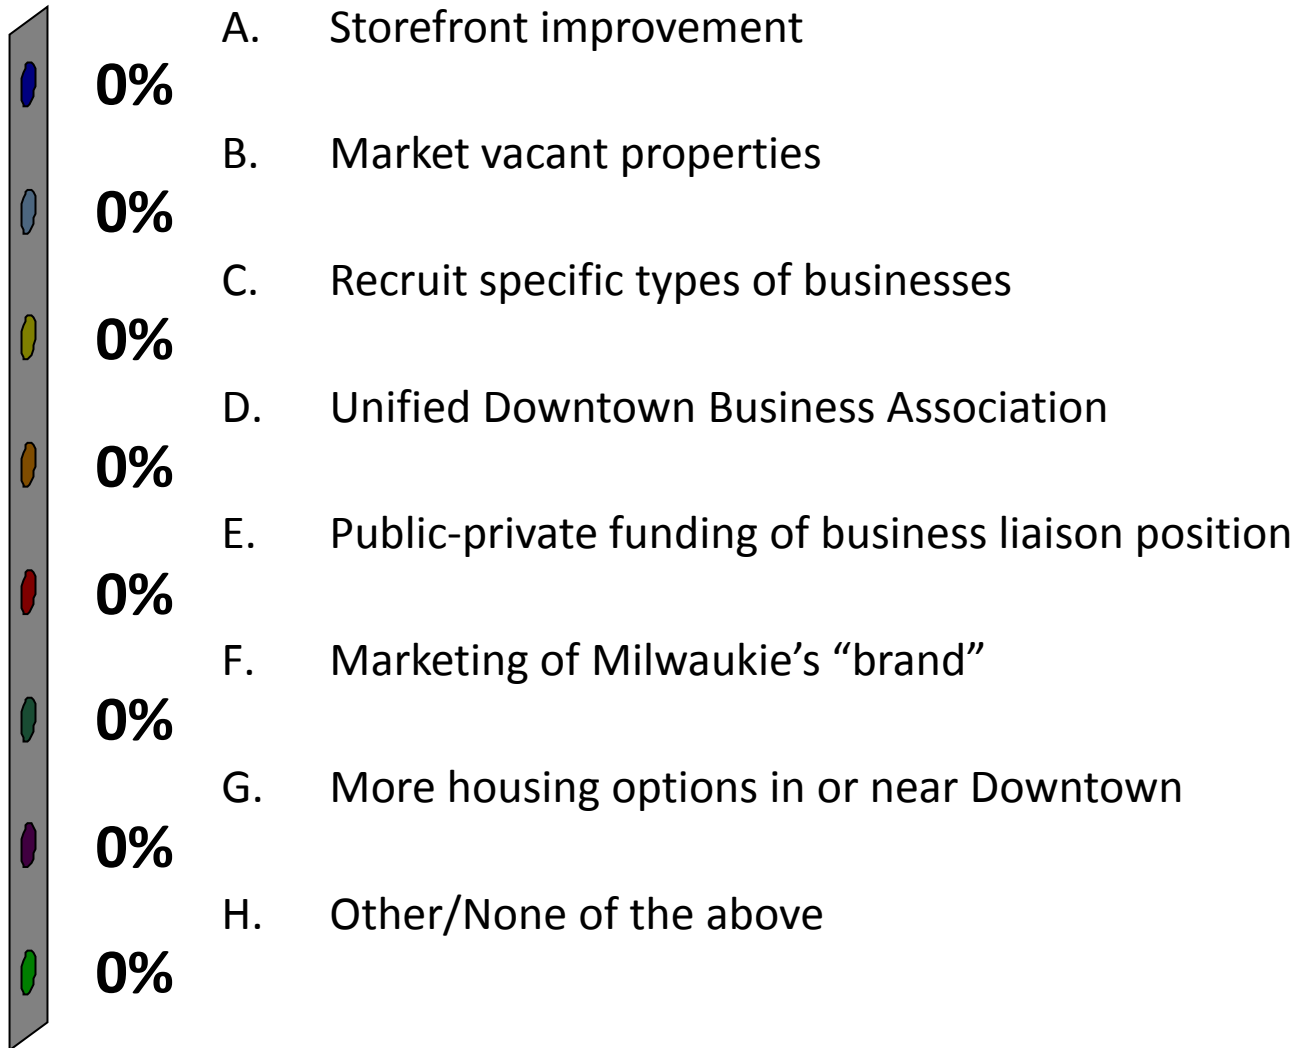 A. Storefront improvement
0%
B. Market vacant properties
0%
C. Recruit specific types of businesses
0%
D. Unified Downtown Business Association
0%
E. Public-private funding of business liaison position
0%
F. Marketing of Milwaukie’s “brand”
0%
G. More housing options in or near Downtown
0%
H. Other/None of the above
0%